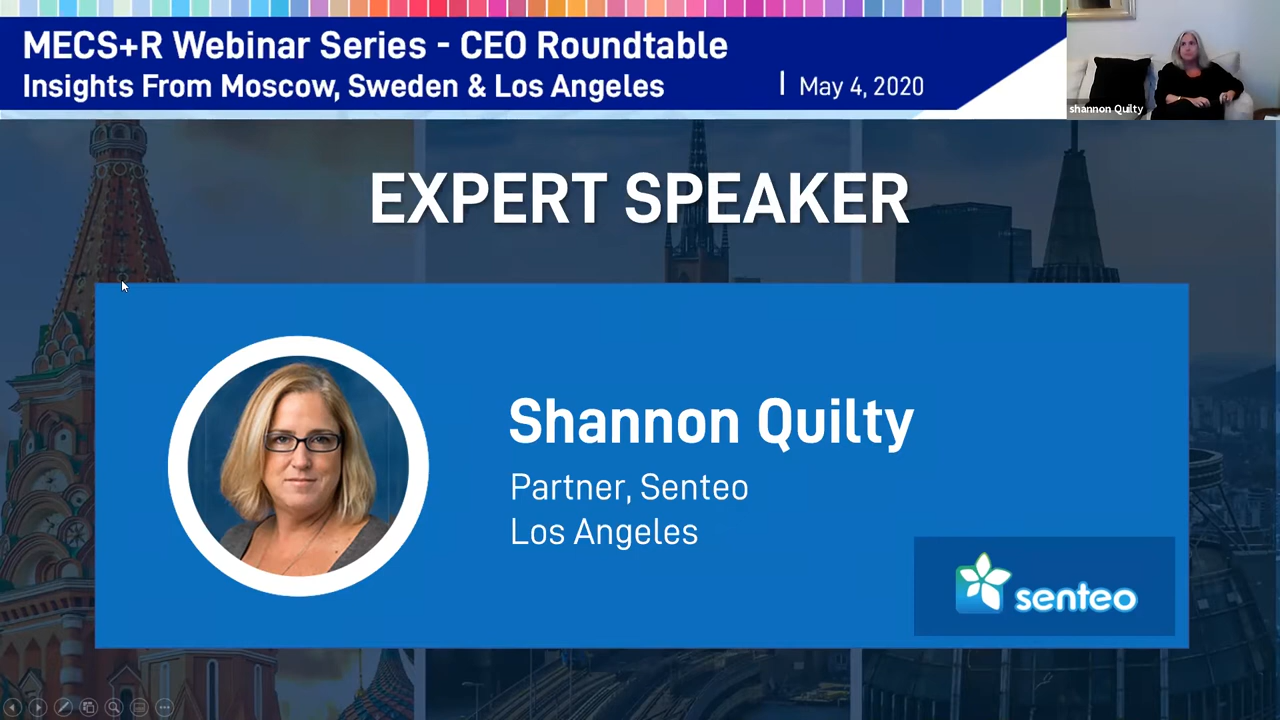 MECS+R Webinar Series - CEO Roundtable
Insights From Moscow, Sweden & Los Angeles
| May 4, 2020
shannon Quilty
EXPERT SPEAKER
Shannon Quilty
Partner, Senteo
Los Angeles
senteo